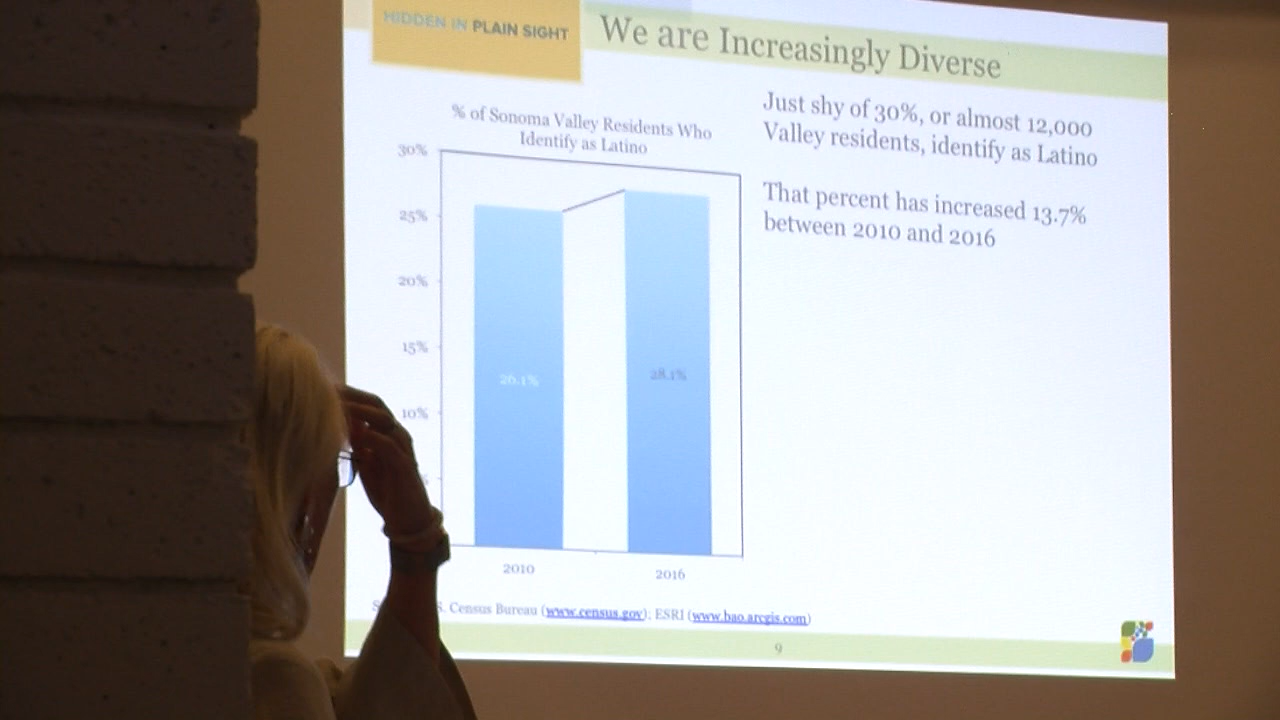 HIDDEN IN PLAIN SIGHT
We are Increasingly Diverse
% of Sonoma Valley Residents Who
Identify as Latino
30%
25%
20%
15%
10%
26.1%
28.1%
2010
2016
Just shy of 30%, or almost 12,000
Valley residents, identify as Latino
That percent has increased 13.7%
between 2010 and 2016
Census Bureau (www.census.gov); ESRI (www.bao.arcgis.com)
9